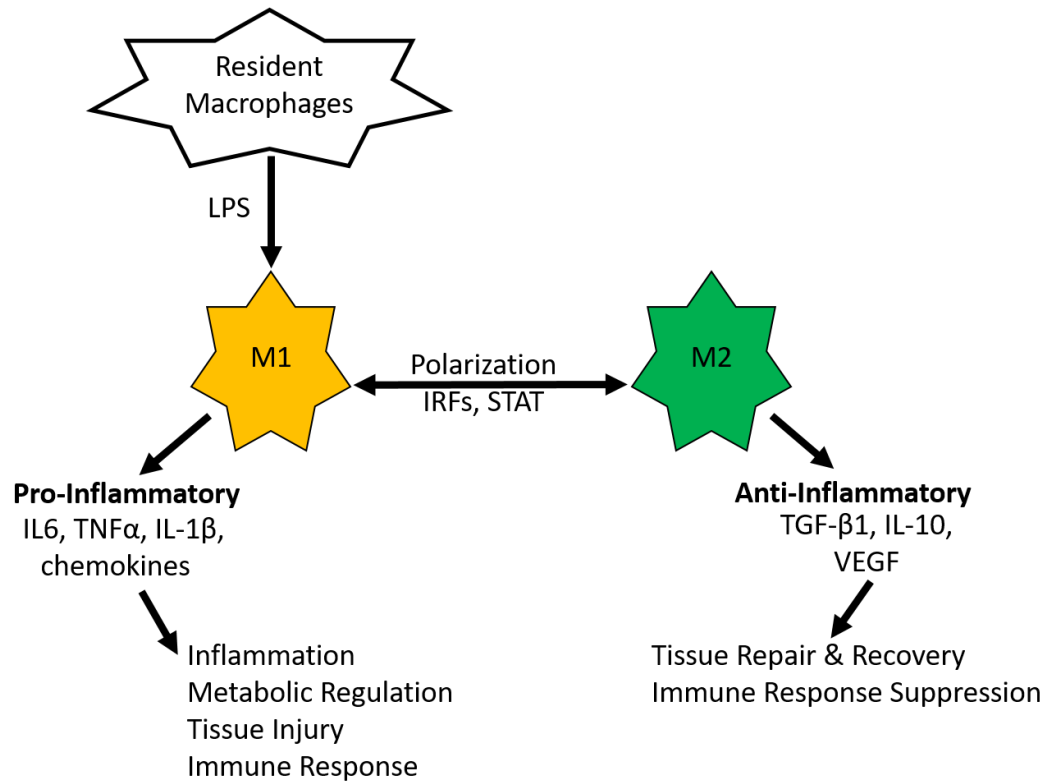 Resident
Macrophages
LPS
M1
Polarization
IRFs, STAT
M2
Pro-Inflammatory
IL6, TNFα, IL-1β,
chemokines
Anti-Inflammatory
TGF-β1, IL-10,
VEGF
Inflammation
Metabolic Regulation
Tissue Injury
Immune Response
Tissue Repair & Recovery
Immune Response Suppression